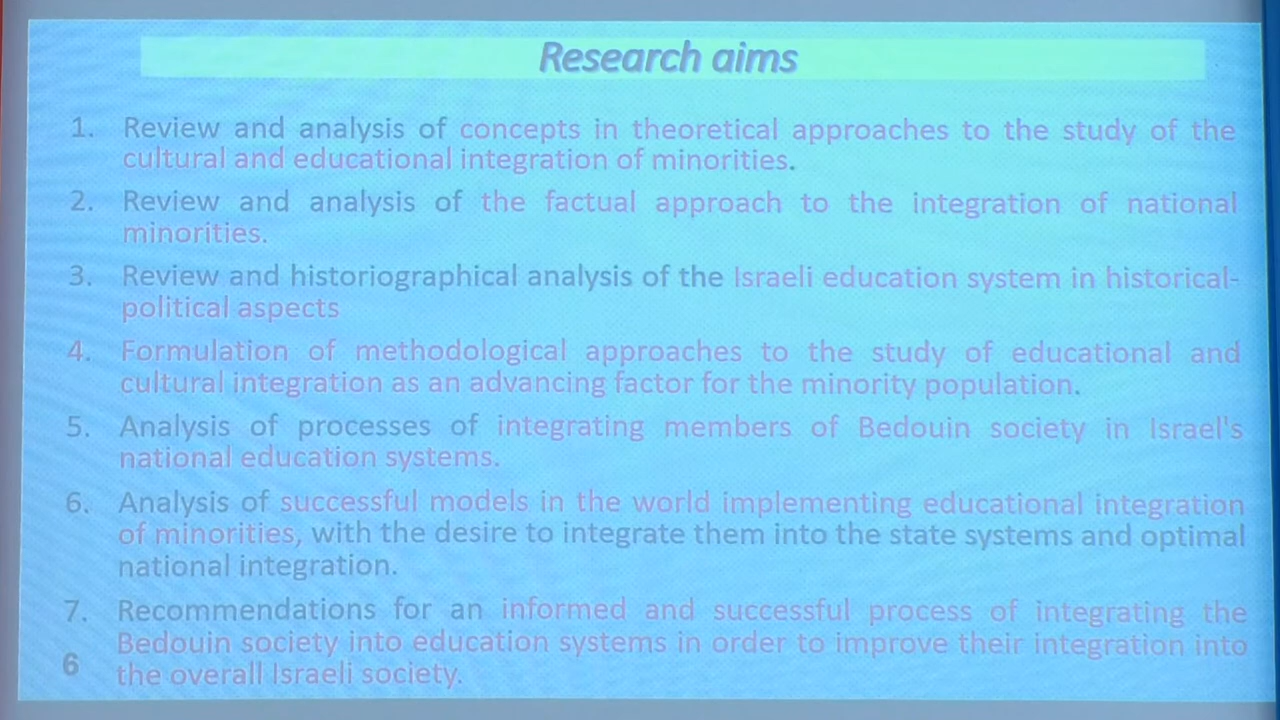 Research aims
1. Review and analysis of concepts in theoretical approaches to the study of the
cultural and educational integration of minorities.
2. Review and analysis of the factual approach to the integration of national
minorities.
3. Review and historiographical analysis of the Israeli education system in historical-
political aspects
4. Formulation of methodological approaches to the study of educational and
cultural integration as an advancing factor for the minority population.
5. Analysis of processes of integrating members of Bedouin society in Israel's
national education systems.
6. Analysis of successful models in the world implementing educational integration
of minorities, with the desire to integrate them into the state systems and optimal
national integration.
7. Recommendations for an informed and successful process of integrating the
Bedouin society into education systems in order to improve their integration into
the overall Israeli society.
6